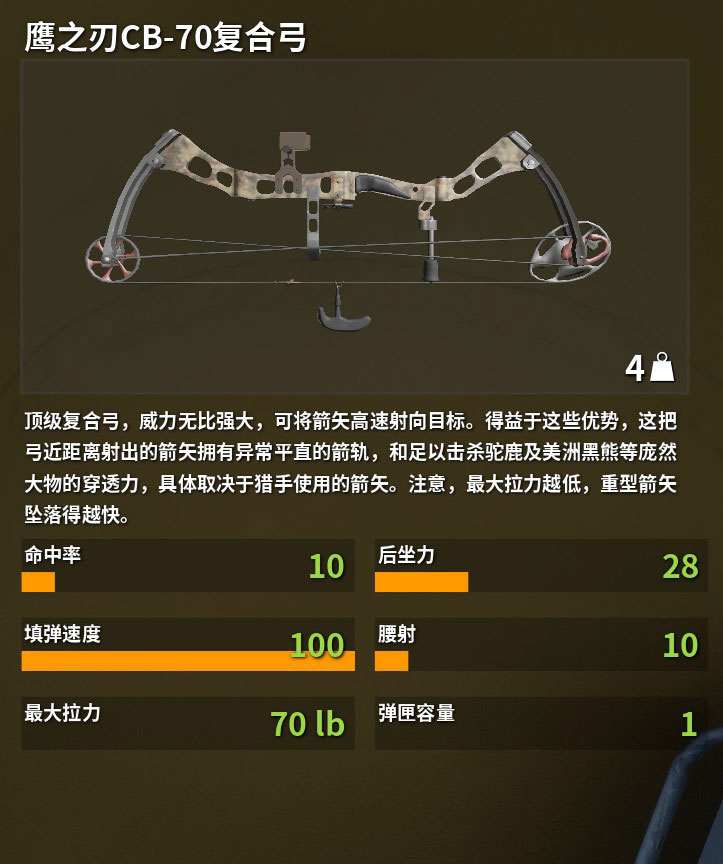 鹰之刃CB-70复合弓
4
顶级复合弓，威力无比强大，可将箭矢高速射向目标。得益于这些优势，这把
弓近距离射出的箭矢拥有异常平直的箭轨，和足以击杀驼鹿及美洲黑熊等庞然
大物的穿透力，具体取决于猎手使用的箭矢。注意，最大拉力越低，重型箭矢
坠落得越快。
命中率 10
后坐力 28
填弹速度 100
腰射 10
最大拉力 70 lb
弹匣容量 1